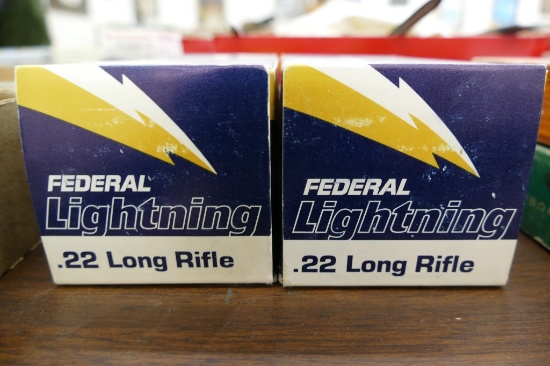 FEDERAL
Lightning
.22 Long Rifle
FEDERAL
Lightning
.22 Long Rifle